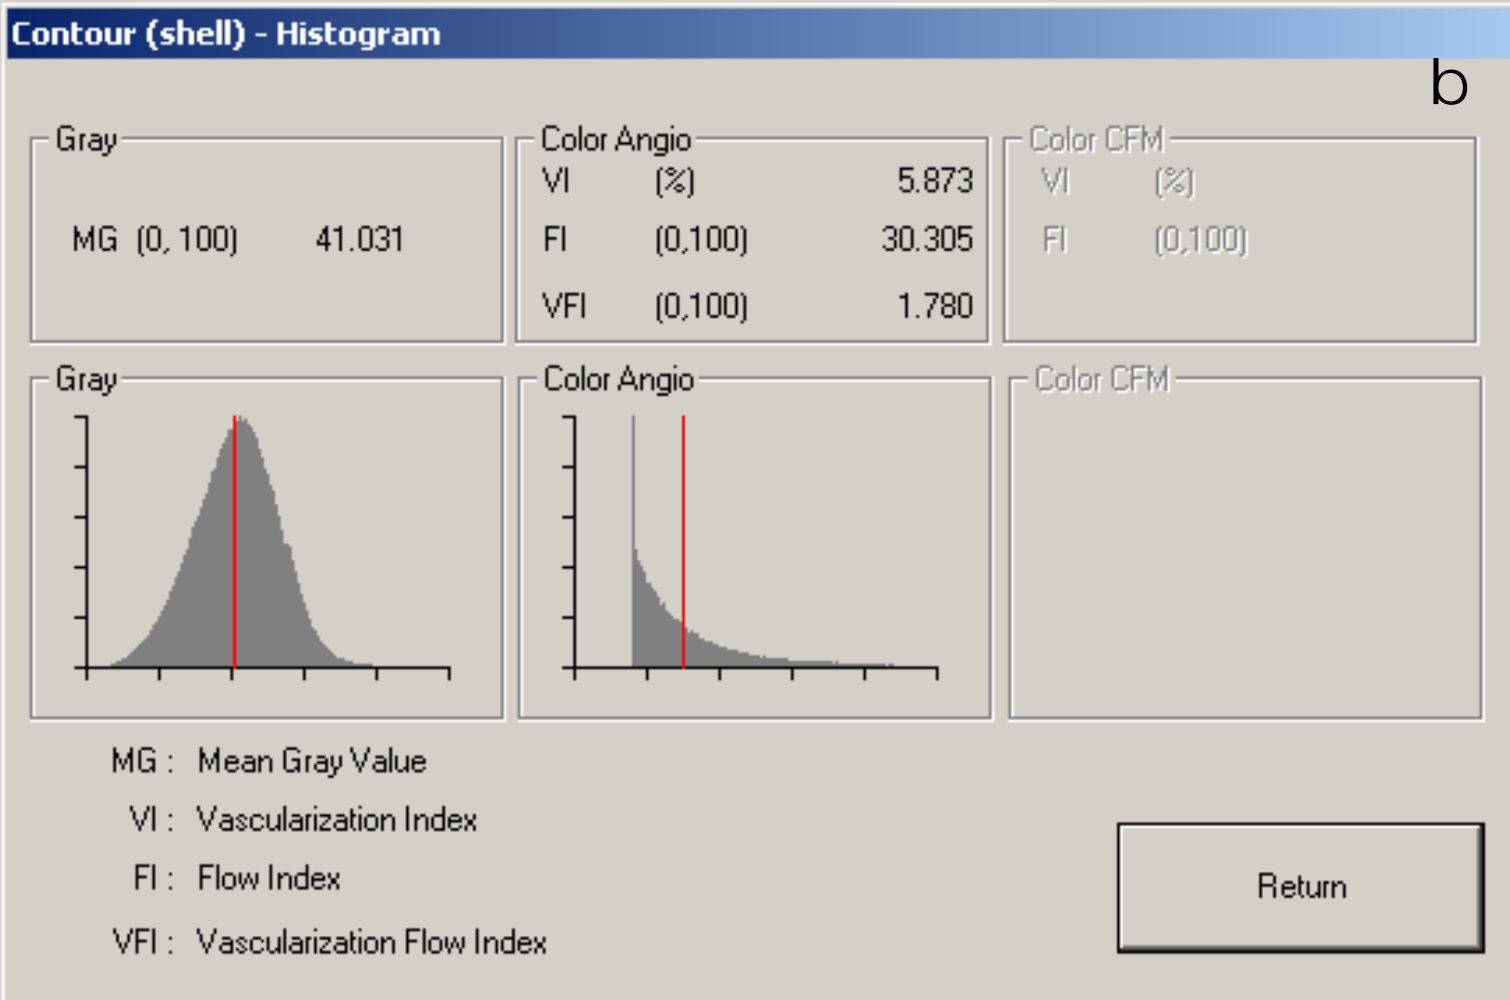 Contour (shell) - Histogram
b
Gray
MG (0, 100) 41.031
Color Angio
VI (%) 5.873
FI (0,100) 30.305
VFI (0,100) 1.780
Color CFM
VI (%)
FI (0,100)
Gray
Color Angio
Color CFM
MG : Mean Gray Value
VI : Vascularization Index
FI : Flow Index
VFI : Vascularization Flow Index
Return